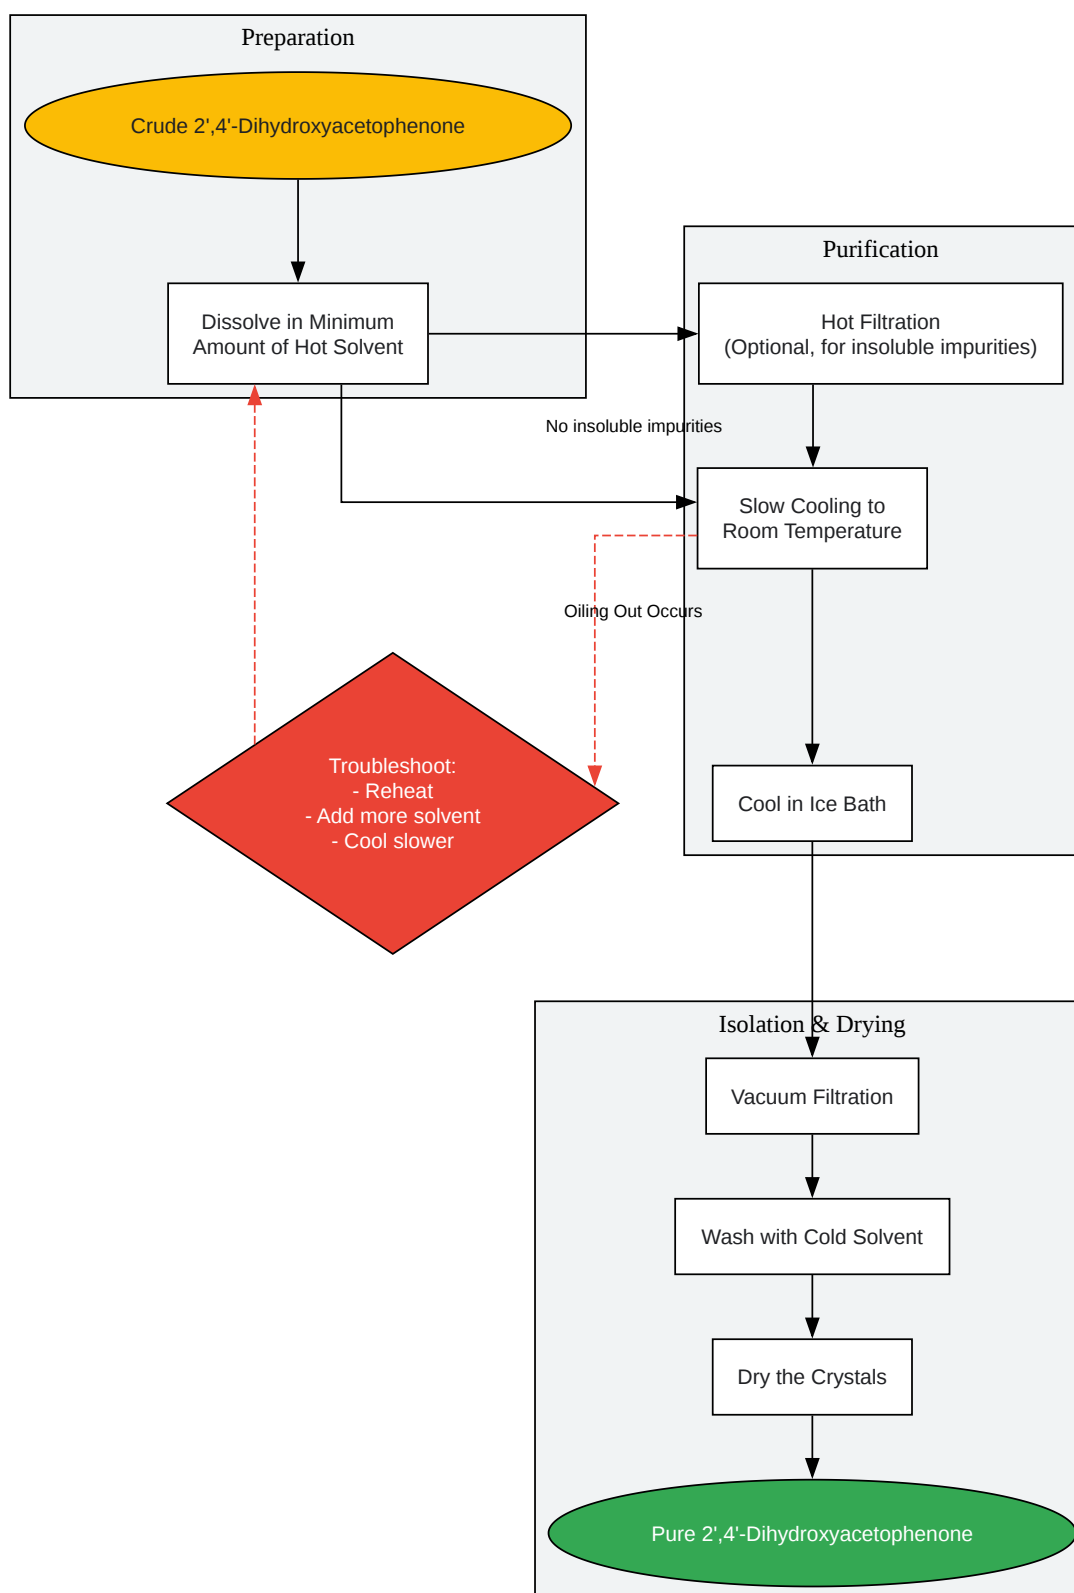 Preparation
Crude 2',4'-Dihydroxyacetophenone
Dissolve in Minimum
Amount of Hot Solvent
Purification
Hot Filtration
(Optional, for insoluble impurities)
No insoluble impurities
Slow Cooling to
Room Temperature
Oiling Out Occurs
Troubleshoot:
- Reheat
- Add more solvent
- Cool slower
Cool in Ice Bath
Isolation & Drying
Vacuum Filtration
Wash with Cold Solvent
Dry the Crystals
Pure 2',4'-Dihydroxyacetophenone